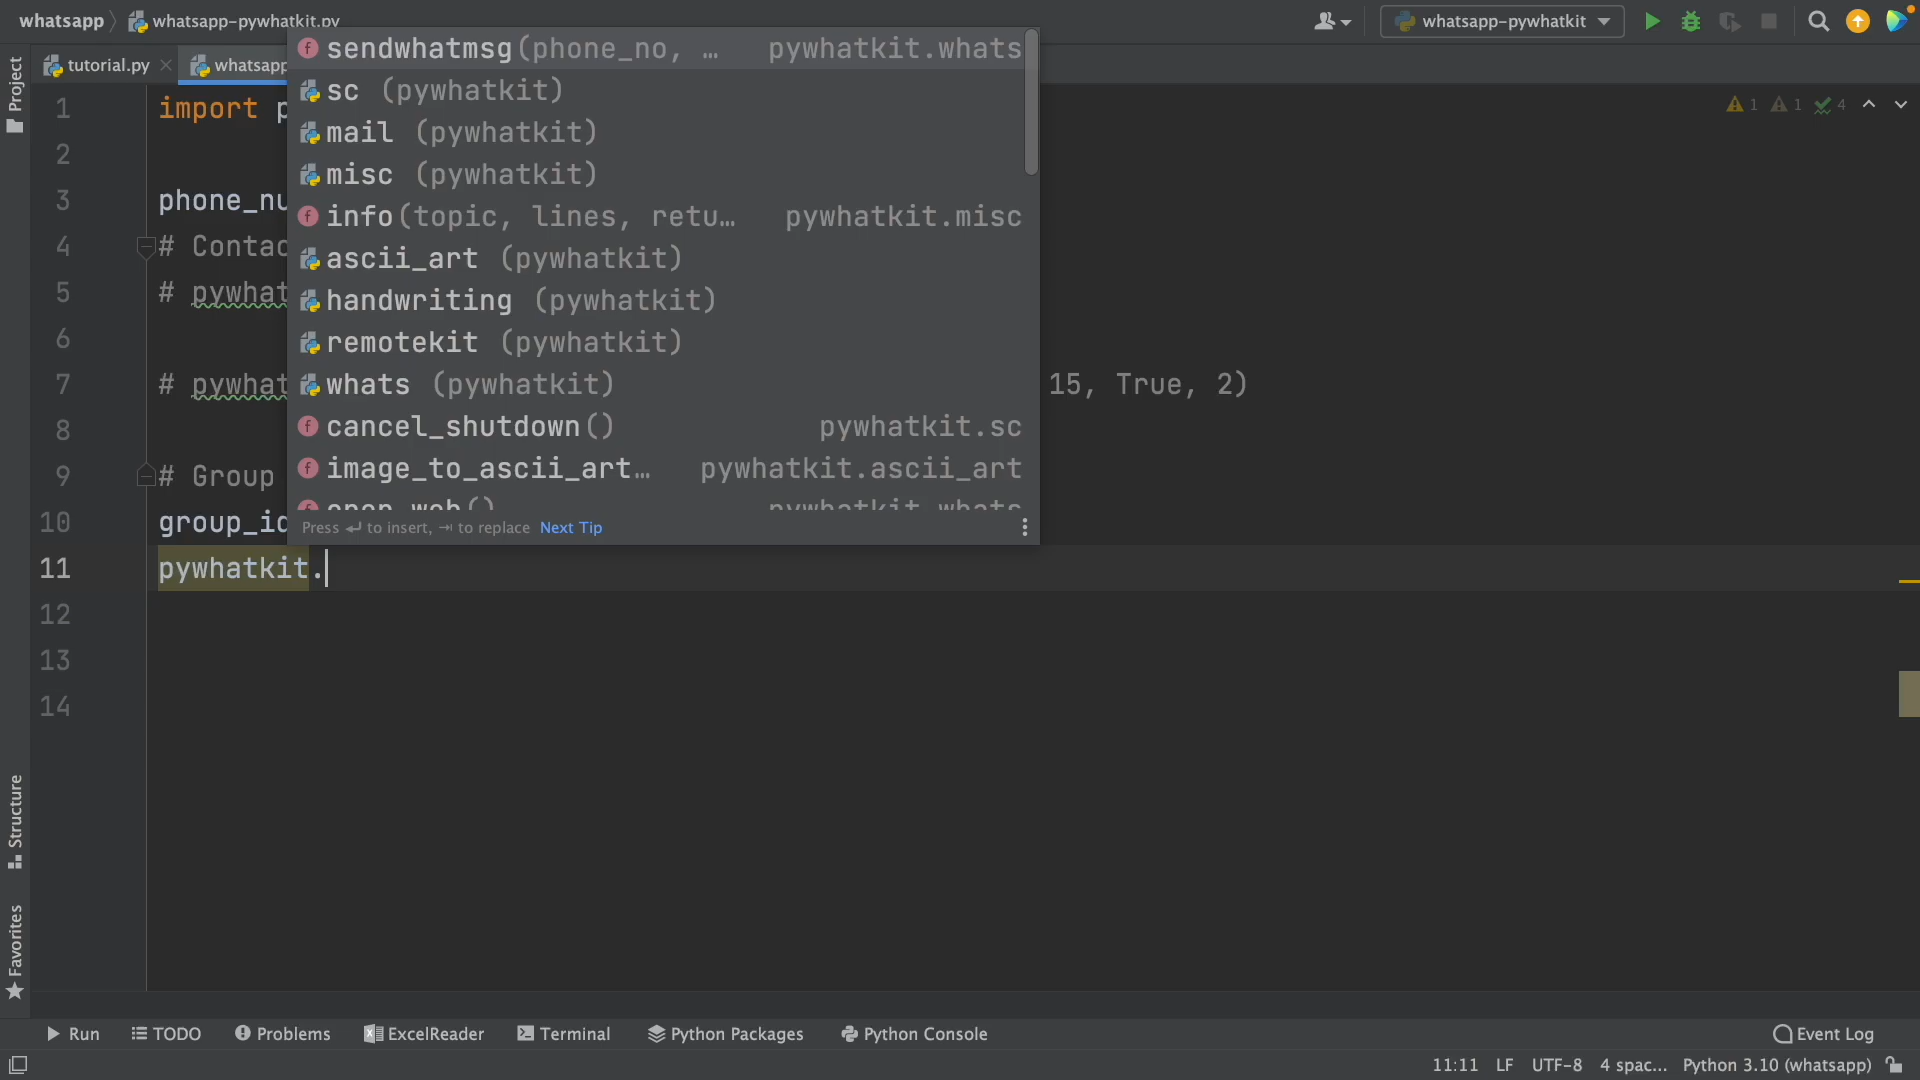 whatsapp whatsapp-pywhatkit.py whatsapp-pywhatkit
tutorial.py whatsapp
Project
1 import p
2
3 phone_nu
4 # Contac
5 # pywhat
6
7 # pywhat 15, True, 2)
8
9 # Group
10 group_id
11 pywhatkit.
12
13
14
1 1 4
sendwhatmsg(phone_no, … pywhatkit.whats
sc (pywhatkit)
mail (pywhatkit)
misc (pywhatkit)
info(topic, lines, retu… pywhatkit.misc
ascii_art (pywhatkit)
handwriting (pywhatkit)
remotekit (pywhatkit)
whats (pywhatkit)
cancel_shutdown() pywhatkit.sc
image_to_ascii_art… pywhatkit.ascii_art
open_web() pywhatkit.whats
Press ↵ to insert, ⇥ to replace Next Tip
Structure
Favorites
Run TODO Problems ExcelReader Terminal Python Packages Python Console Event Log
11:11 LF UTF-8 4 spac... Python 3.10 (whatsapp)